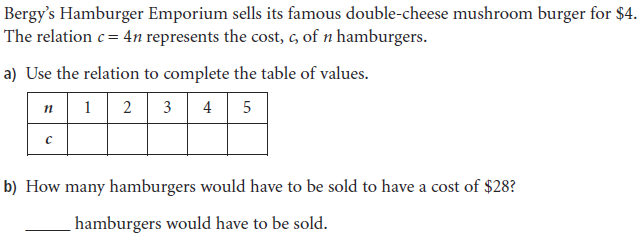 Bergy’s Hamburger Emporium sells its famous double-cheese mushroom burger for $4.
The relation c = 4n represents the cost, c, of n hamburgers.
a) Use the relation to complete the table of values.
n 1 2 3 4 5
c
b) How many hamburgers would have to be sold to have a cost of $28?
_____ hamburgers would have to be sold.